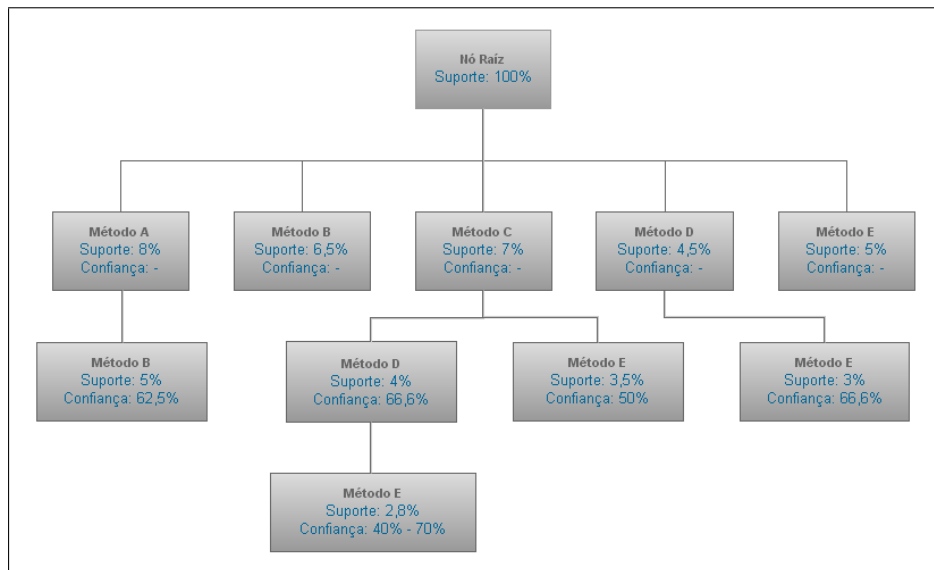 Nó Raíz
Suporte: 100%
Método A
Suporte: 8%
Confiança: -
Método B
Suporte: 6,5%
Confiança: -
Método C
Suporte: 7%
Confiança: -
Método D
Suporte: 4,5%
Confiança: -
Método E
Suporte: 5%
Confiança: -
Método B
Suporte: 5%
Confiança: 62,5%
Método D
Suporte: 4%
Confiança: 66,6%
Método E
Suporte: 3,5%
Confiança: 50%
Método E
Suporte: 3%
Confiança: 66,6%
Método E
Suporte: 2,8%
Confiança: 40% - 70%